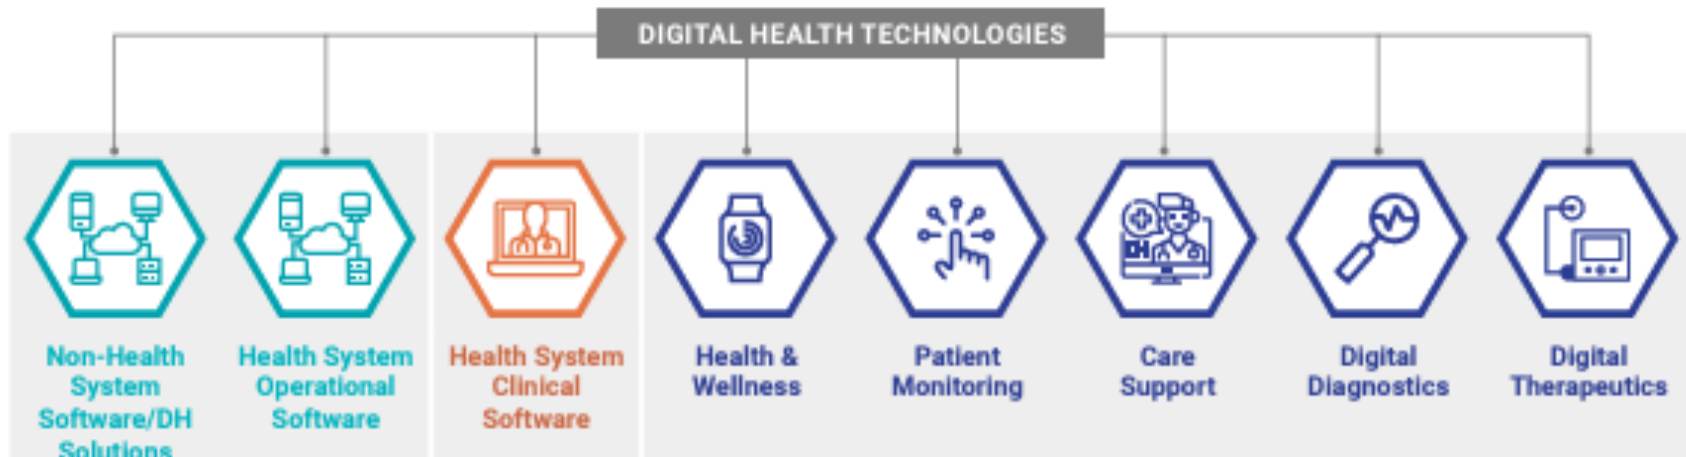 DIGITAL HEALTH TECHNOLOGIES
Non-Health
System
Software/DH
Solutions
Health System
Operational
Software
Health System
Clinical
Software
Health &
Wellness
Patient
Monitoring
DH
Care
Support
Digital
Diagnostics
Digital
Therapeutics